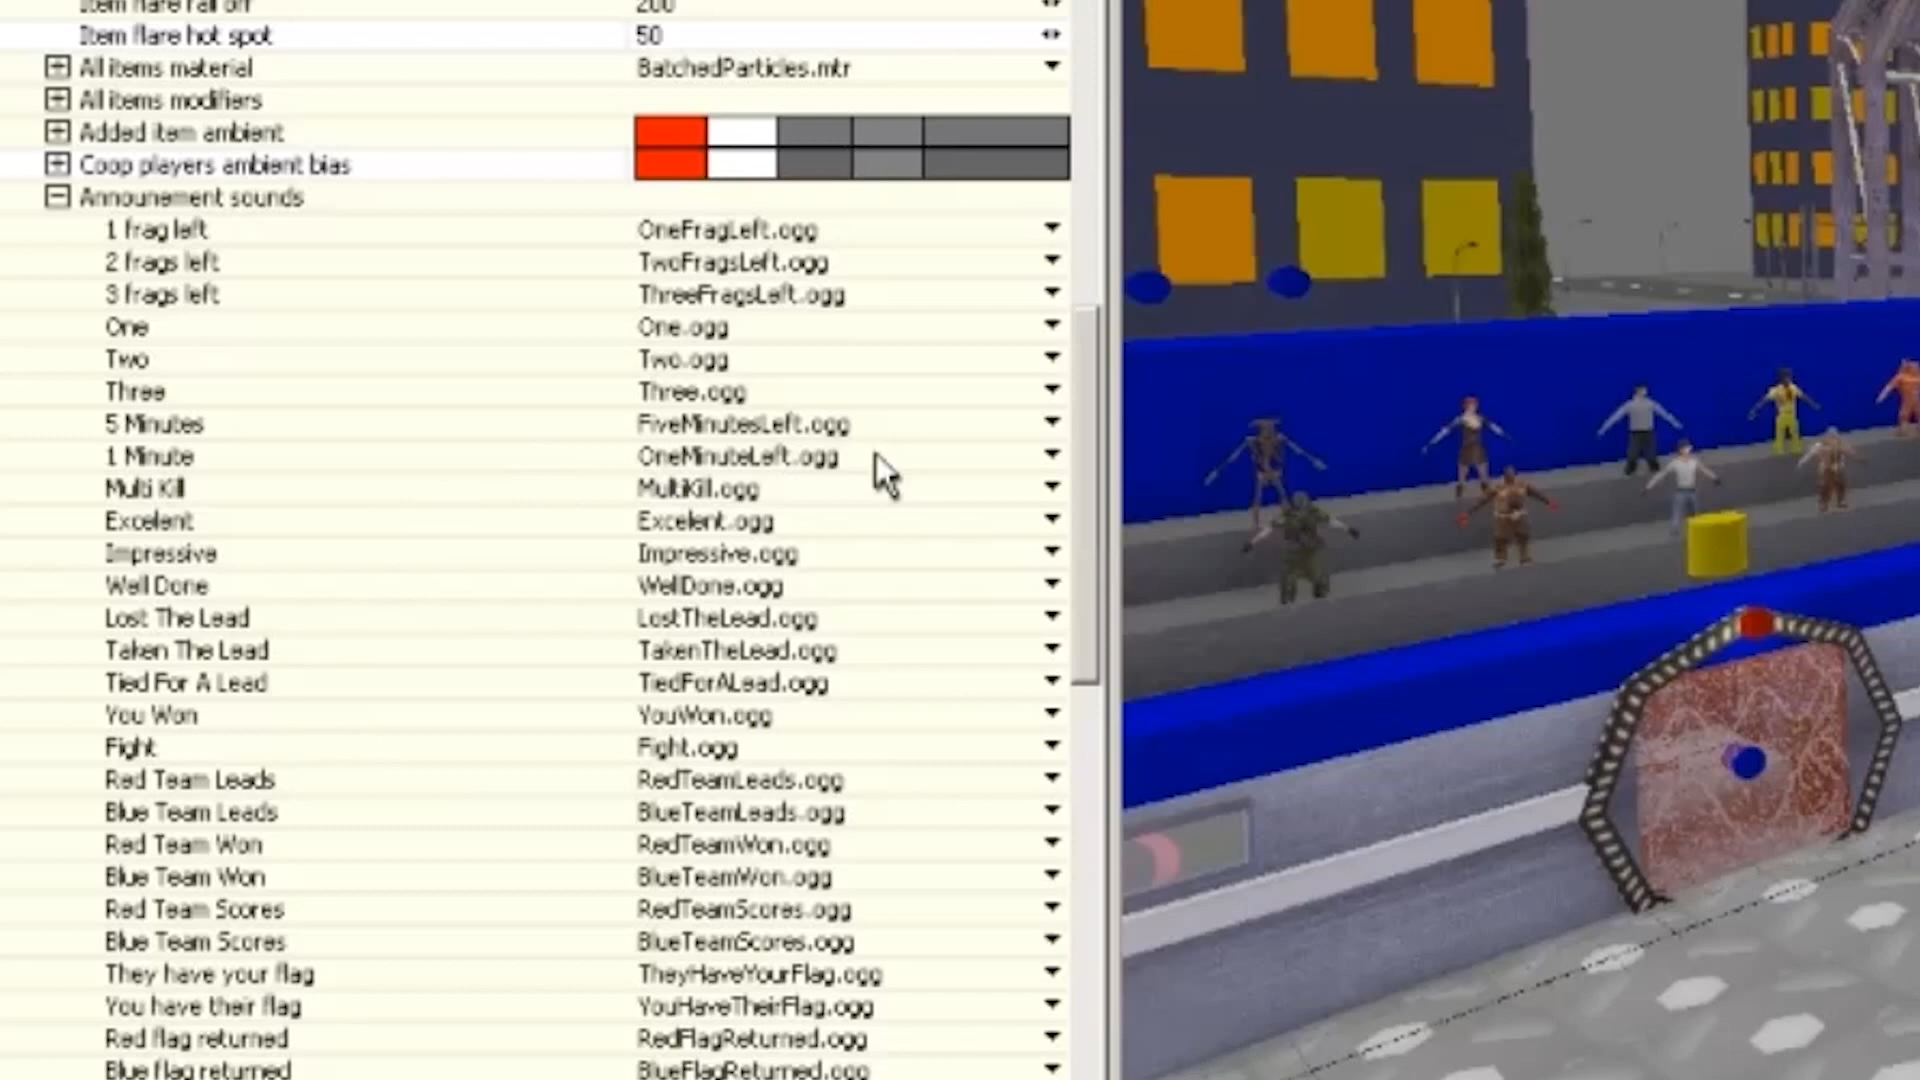 Item flare fall off 200
Item flare hot spot 50
All items material BatchedParticles.mtr
All items modifiers
Added item ambient
Coop players ambient bias
Announement sounds
1 frag left OneFragLeft.ogg
2 frags left TwoFragsLeft.ogg
3 frags left ThreeFragsLeft.ogg
One One.ogg
Two Two.ogg
Three Three.ogg
5 Minutes FiveMinutesLeft.ogg
1 Minute OneMinuteLeft.ogg
Multi Kill MultiKill.ogg
Excelent Excelent.ogg
Impressive Impressive.ogg
Well Done WellDone.ogg
Lost The Lead LostTheLead.ogg
Taken The Lead TakenTheLead.ogg
Tied For A Lead TiedForALead.ogg
You Won YouWon.ogg
Fight Fight.ogg
Red Team Leads RedTeamLeads.ogg
Blue Team Leads BlueTeamLeads.ogg
Red Team Won RedTeamWon.ogg
Blue Team Won BlueTeamWon.ogg
Red Team Scores RedTeamScores.ogg
Blue Team Scores BlueTeamScores.ogg
They have your flag TheyHaveYourFlag.ogg
You have their flag YouHaveTheirFlag.ogg
Red flag returned RedFlagReturned.ogg
Blue flag returned BlueFlagReturned.ogg